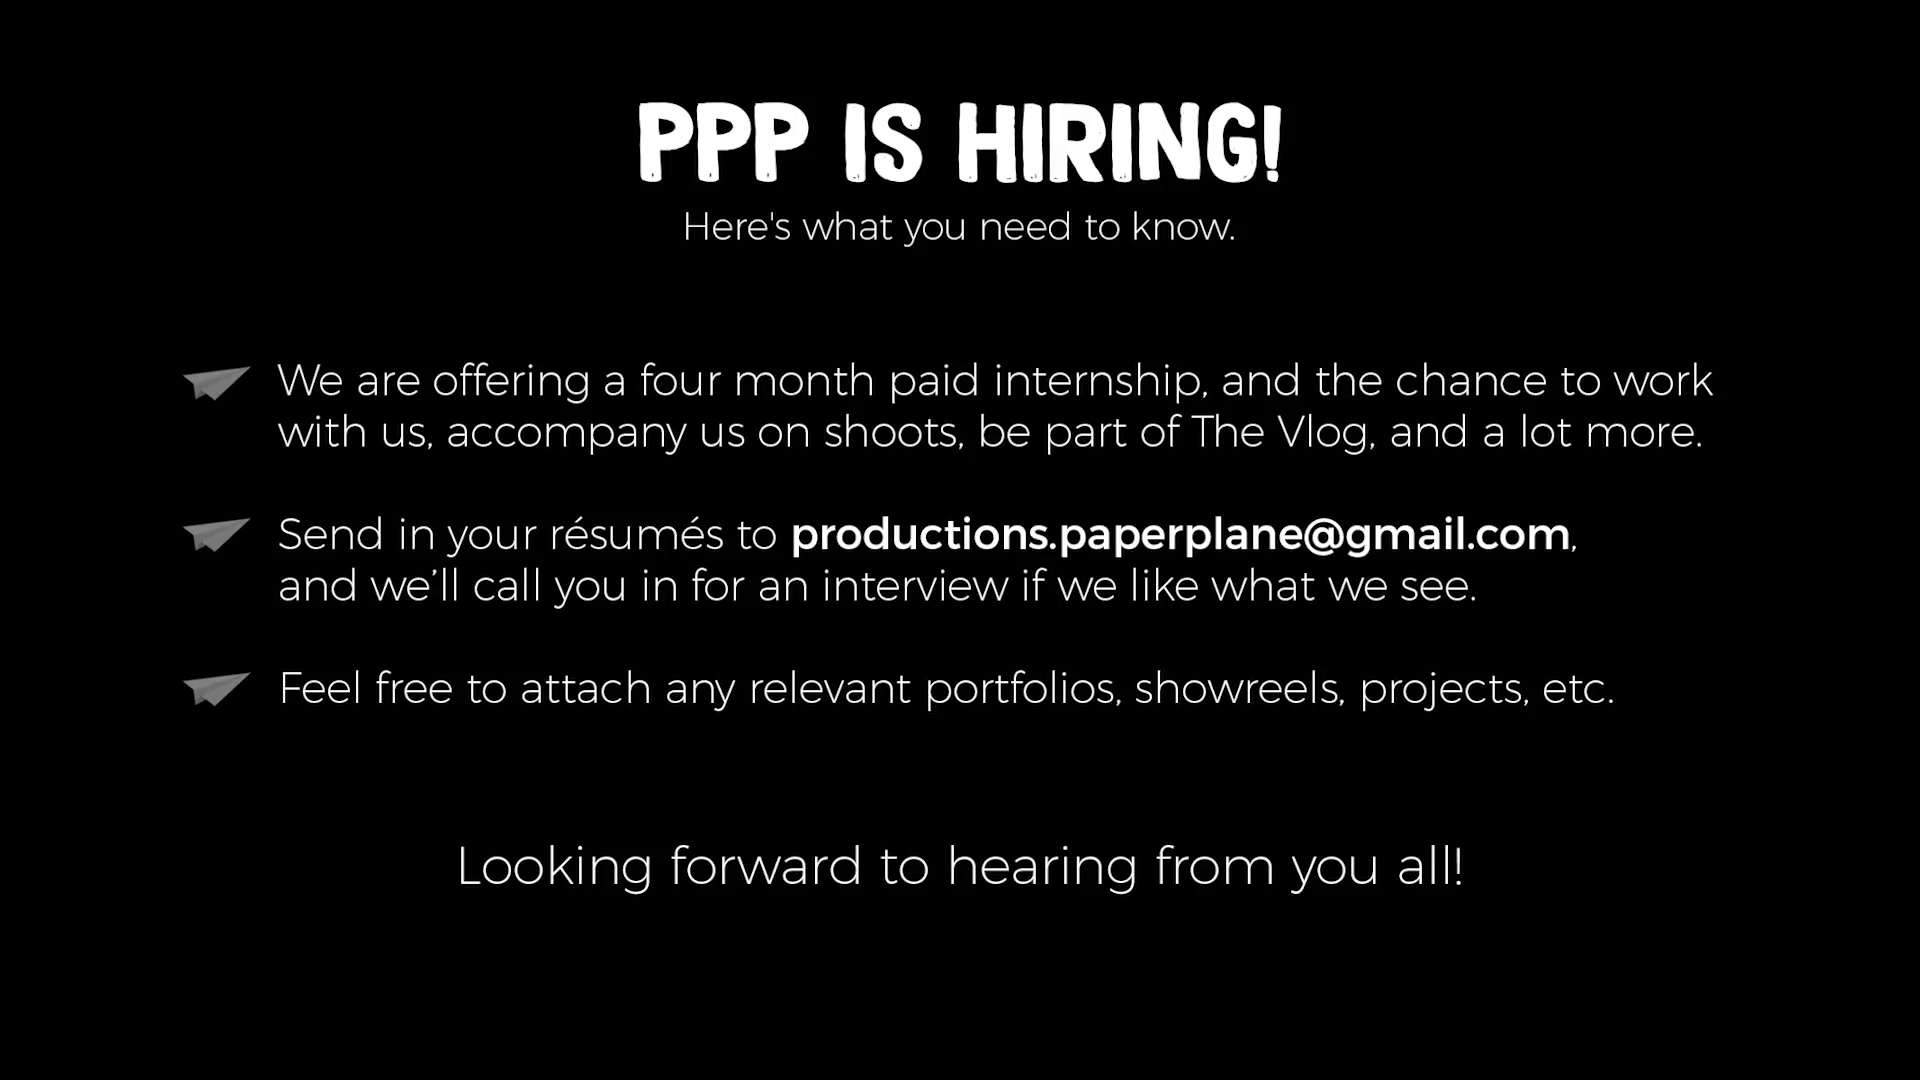 PPP IS HIRING!
Here's what you need to know.
We are offering a four month paid internship, and the chance to work
with us, accompany us on shoots, be part of The Vlog, and a lot more.
Send in your résumés to productions.paperplane@gmail.com,
and we’ll call you in for an interview if we like what we see.
Feel free to attach any relevant portfolios, showreels, projects, etc.
Looking forward to hearing from you all!